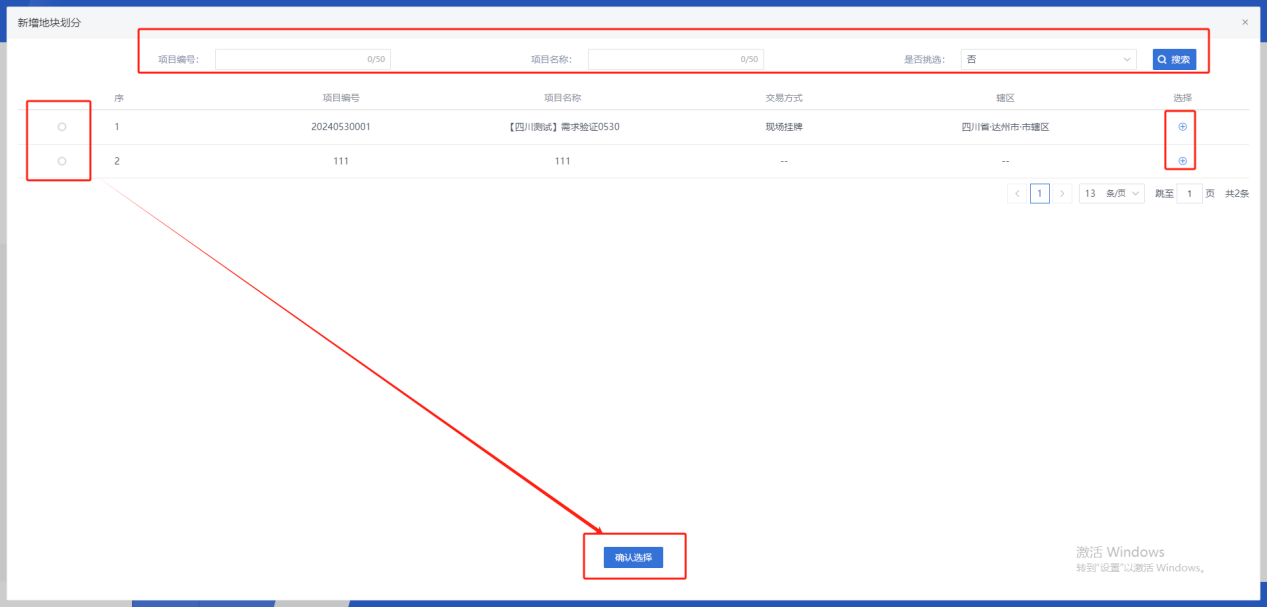 新增地块划分 ×
项目编号: 0/50 项目名称: 0/50 是否挑选: 否 搜索
序 项目编号 项目名称 交易方式 辖区 选择
1 20240530001 【四川测试】需求验证0530 现场挂牌 四川省·达州市·市辖区
2 111 111 -- --
< 1 > 13 条/页 跳至 1 页 共2条
确认选择
激活 Windows
转到"设置"以激活 Windows。